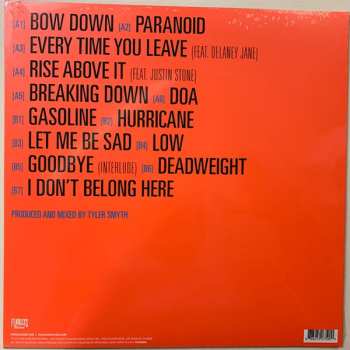 [A1] BOW DOWN [A2] PARANOID
[A3] EVERY TIME YOU LEAVE (FEAT. DELANEY JANE)
[A4] RISE ABOVE IT (FEAT. JUSTIN STONE)
[A5] BREAKING DOWN [A6] DOA
[B1] GASOLINE [B2] HURRICANE
[B3] LET ME BE SAD [B4] LOW
[B5] GOODBYE (INTERLUDE) [B6] DEADWEIGHT
[B7] I DON'T BELONG HERE
PRODUCED AND MIXED BY TYLER SMYTH
FEARLESS